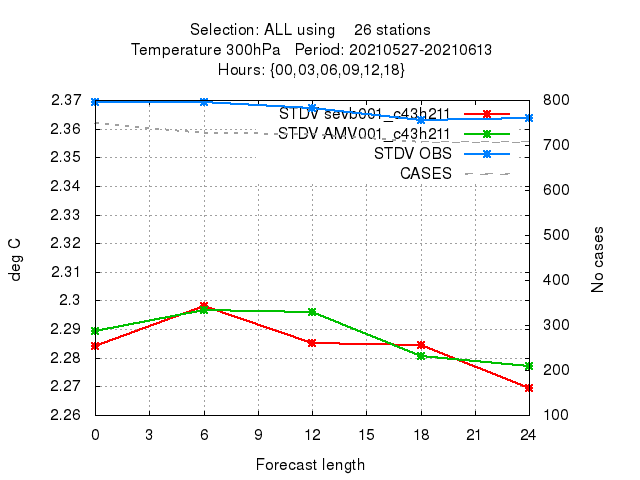 Selection: ALL using    26 stations
Temperature 300hPa   Period: 20210527-20210613
Hours: {00,03,06,09,12,18}
STDV sevb001_c43h211
STDV AMV001_c43h211
STDV OBS
CASES
deg C
2.37
2.36
2.35
2.34
2.33
2.32
2.31
2.3
2.29
2.28
2.27
2.26
800
700
600
500
400
300
200
100
No cases
0 3 6 9 12 15 18 21 24
Forecast length